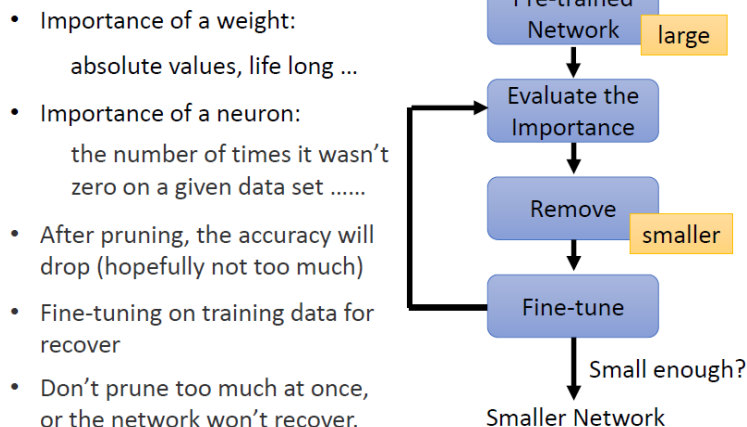 • Importance of a weight:
absolute values, life long …
• Importance of a neuron:
the number of times it wasn’t
zero on a given data set ……
• After pruning, the accuracy will
drop (hopefully not too much)
• Fine-tuning on training data for
recover
• Don’t prune too much at once,
or the network won’t recover.
Pre-trained
Network
large
Evaluate the
Importance
Remove
smaller
Fine-tune
Small enough?
Smaller Network